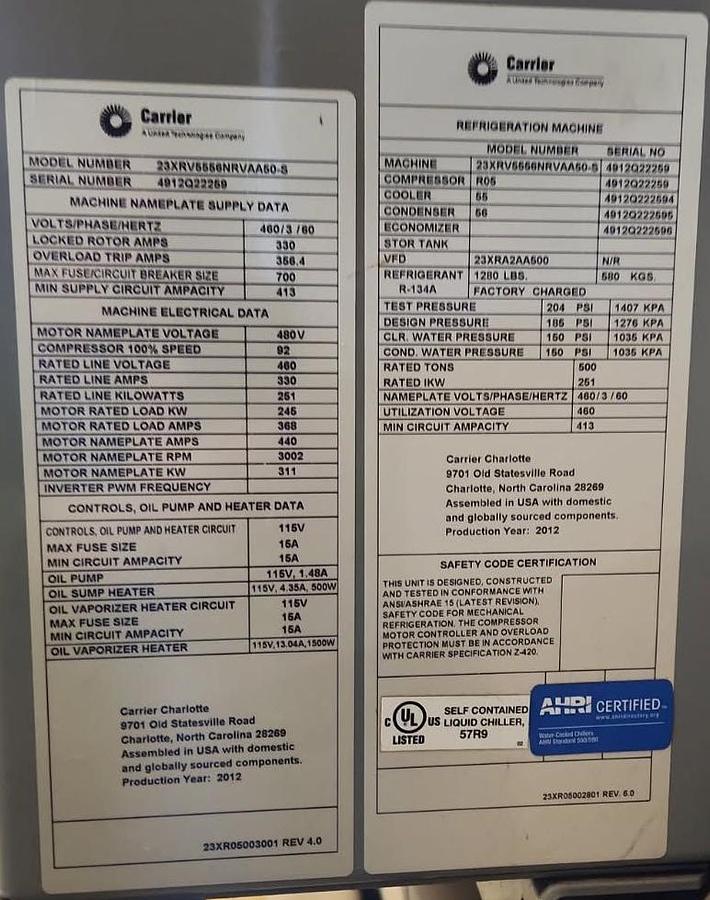 Carrier
A United Technologies Company
MODEL NUMBER 23XRV5556NRVAA50-S
SERIAL NUMBER 4912Q22259
MACHINE NAMEPLATE SUPPLY DATA
VOLTS/PHASE/HERTZ 460/3/60
LOCKED ROTOR AMPS 330
OVERLOAD TRIP AMPS 356.4
MAX FUSE/CIRCUIT BREAKER SIZE 700
MIN SUPPLY CIRCUIT AMPACITY 413
MACHINE ELECTRICAL DATA
MOTOR NAMEPLATE VOLTAGE 480V
COMPRESSOR 100% SPEED 92
RATED LINE VOLTAGE 460
RATED LINE AMPS 330
RATED LINE KILOWATTS 251
MOTOR RATED LOAD KW 245
MOTOR RATED LOAD AMPS 368
MOTOR NAMEPLATE AMPS 440
MOTOR NAMEPLATE RPM 3002
MOTOR NAMEPLATE KW 311
INVERTER PWM FREQUENCY
CONTROLS, OIL PUMP AND HEATER DATA
CONTROLS, OIL PUMP AND HEATER CIRCUIT 115V
MAX FUSE SIZE 15A
MIN CIRCUIT AMPACITY 15A
OIL PUMP 115V, 1.48A
OIL SUMP HEATER 115V, 4.35A, 500W
OIL VAPORIZER HEATER CIRCUIT 115V
MAX FUSE SIZE 15A
MIN CIRCUIT AMPACITY 15A
OIL VAPORIZER HEATER 115V,13.04A,1500W
Carrier Charlotte
9701 Old Statesville Road
Charlotte, North Carolina 28269
Assembled in USA with domestic
and globally sourced components.
Production Year: 2012
23XR05003001 REV 4.0
Carrier
A United Technologies Company
REFRIGERATION MACHINE
MODEL NUMBER SERIAL NO
MACHINE 23XRV5556NRVAA50-S 4912Q22259
COMPRESSOR R05 4912Q22259
COOLER 55 4912Q222594
CONDENSER 56 4912Q222595
ECONOMIZER 4912Q222596
STOR TANK
VFD 23XRA2AA500 N/R
REFRIGERANT 1280 LBS. 580 KGS.
R-134A FACTORY CHARGED
TEST PRESSURE 204 PSI 1407 KPA
DESIGN PRESSURE 185 PSI 1276 KPA
CLR. WATER PRESSURE 150 PSI 1035 KPA
COND. WATER PRESSURE 150 PSI 1035 KPA
RATED TONS 500
RATED IKW 251
NAMEPLATE VOLTS/PHASE/HERTZ 460/3/60
UTILIZATION VOLTAGE 460
MIN CIRCUIT AMPACITY 413
Carrier Charlotte
9701 Old Statesville Road
Charlotte, North Carolina 28269
Assembled in USA with domestic
and globally sourced components.
Production Year: 2012
SAFETY CODE CERTIFICATION
THIS UNIT IS DESIGNED, CONSTRUCTED
AND TESTED IN CONFORMANCE WITH
ANSI/ASHRAE 15 (LATEST REVISION),
SAFETY CODE FOR MECHANICAL
REFRIGERATION. THE COMPRESSOR
MOTOR CONTROLLER AND OVERLOAD
PROTECTION MUST BE IN ACCORDANCE
WITH CARRIER SPECIFICATION Z-420.
C UL US LISTED
SELF CONTAINED
LIQUID CHILLER,
57R9
AHRI CERTIFIED™
www.ahridirectory.org
Water-Cooled Chillers
AHRI Standard 550/590
23XR05002801 REV. 6.0